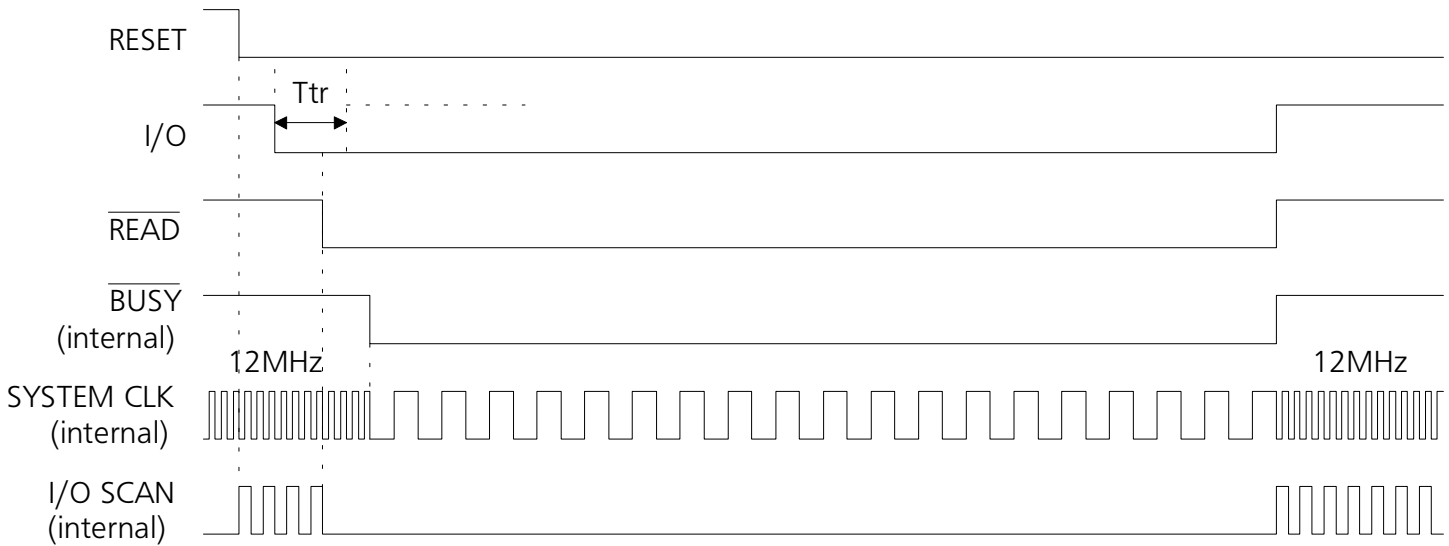 RESET
Ttr
I/O
READ
BUSY
(internal)
12MHz
12MHz
SYSTEM CLK
(internal)
I/O SCAN
(internal)